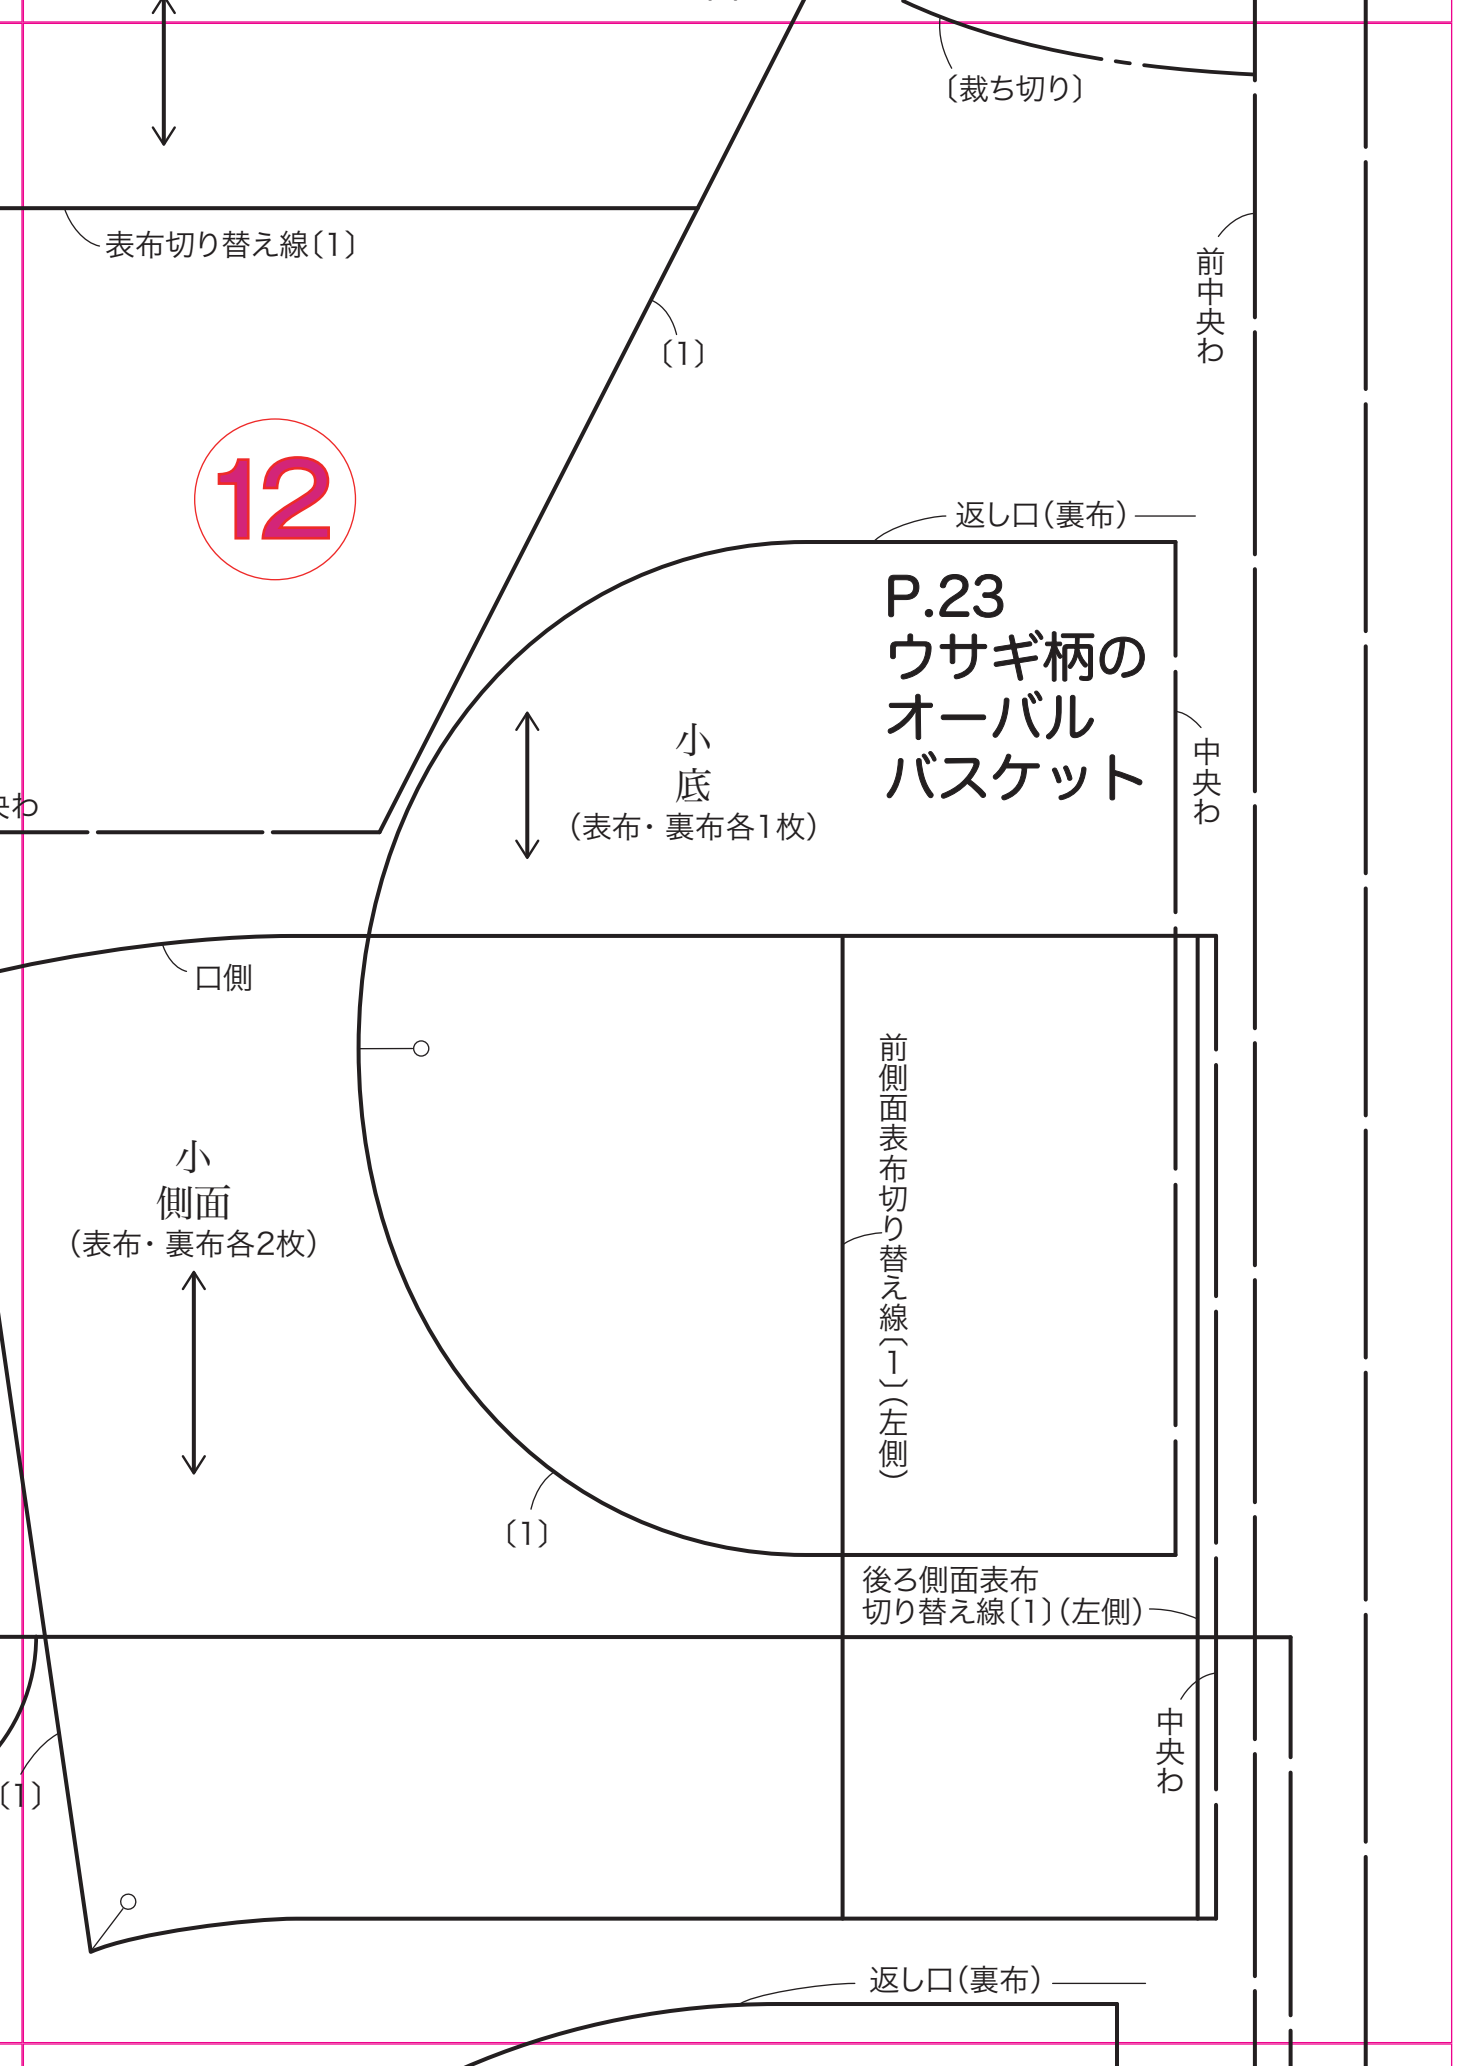 〔裁ち切り〕
表布切り替え線〔1〕
前中央わ
〔1〕
12
返し口（裏布）
P.23
ウサギ柄の
オーバル
バスケット
小
底
（表布・裏布各1枚）
中央わ
央わ
口側
前側面表布切り替え線〔1〕（左側）
小
側面
（表布・裏布各2枚）
〔1〕
後ろ側面表布
切り替え線〔1〕（左側）
中央わ
〔1〕
返し口（裏布）